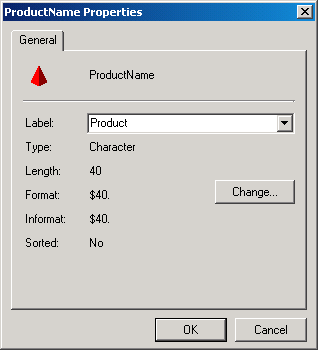 ProductName Properties
General
ProductName
Label: Product
Type: Character
Length: 40
Format: $40.
Change...
Informat: $40.
Sorted: No
OK Cancel